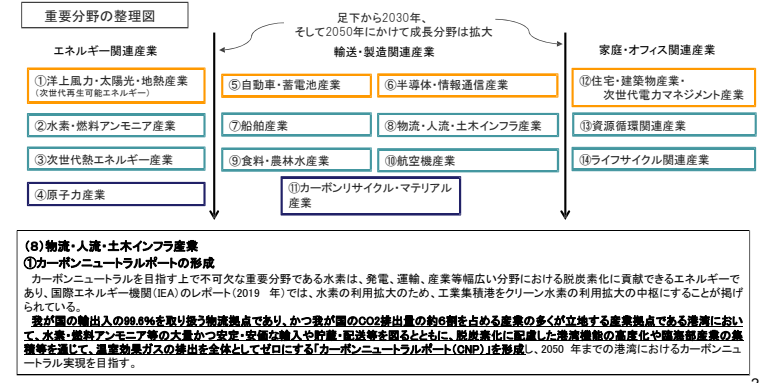 重要分野の整理図
足下から2030年、
そして2050年にかけて成長分野は拡大
エネルギー関連産業
輸送・製造関連産業
家庭・オフィス関連産業
①洋上風力・太陽光・地熱産業
(次世代再生可能エネルギー)
⑤自動車・蓄電池産業
⑥半導体・情報通信産業
⑫住宅・建築物産業・
次世代電力マネジメント産業
②水素・燃料アンモニア産業
⑦船舶産業
⑧物流・人流・土木インフラ産業
⑬資源循環関連産業
③次世代熱エネルギー産業
⑨食料・農林水産業
⑩航空機産業
⑭ライフサイクル関連産業
④原子力産業
⑪カーボンリサイクル・マテリアル
産業
(8)物流・人流・土木インフラ産業
①カーボンニュートラルポートの形成
カーボンニュートラルを目指す上で不可欠な重要分野である水素は、発電、運輸、産業等幅広い分野における脱炭素化に貢献できるエネルギーで
あり、国際エネルギー機関(IEA)のレポート(2019 年)では、水素の利用拡大のため、工業集積港をクリーン水素の利用拡大の中枢にすることが掲げ
られている。
我が国の輸出入の99.6%を取り扱う物流拠点であり、かつ我が国のCO2排出量の約6割を占める産業の多くが立地する産業拠点である港湾におい
て、水素・燃料アンモニア等の大量かつ安定・安価な輸入や貯蔵・配送等を図るとともに、脱炭素化に配慮した港湾機能の高度化や臨海部産業の集
積等を通じて、温室効果ガスの排出を全体としてゼロにする「カーボンニュートラルポート(CNP)」を形成し、2050 年までの港湾におけるカーボンニュ
ートラル実現を目指す。